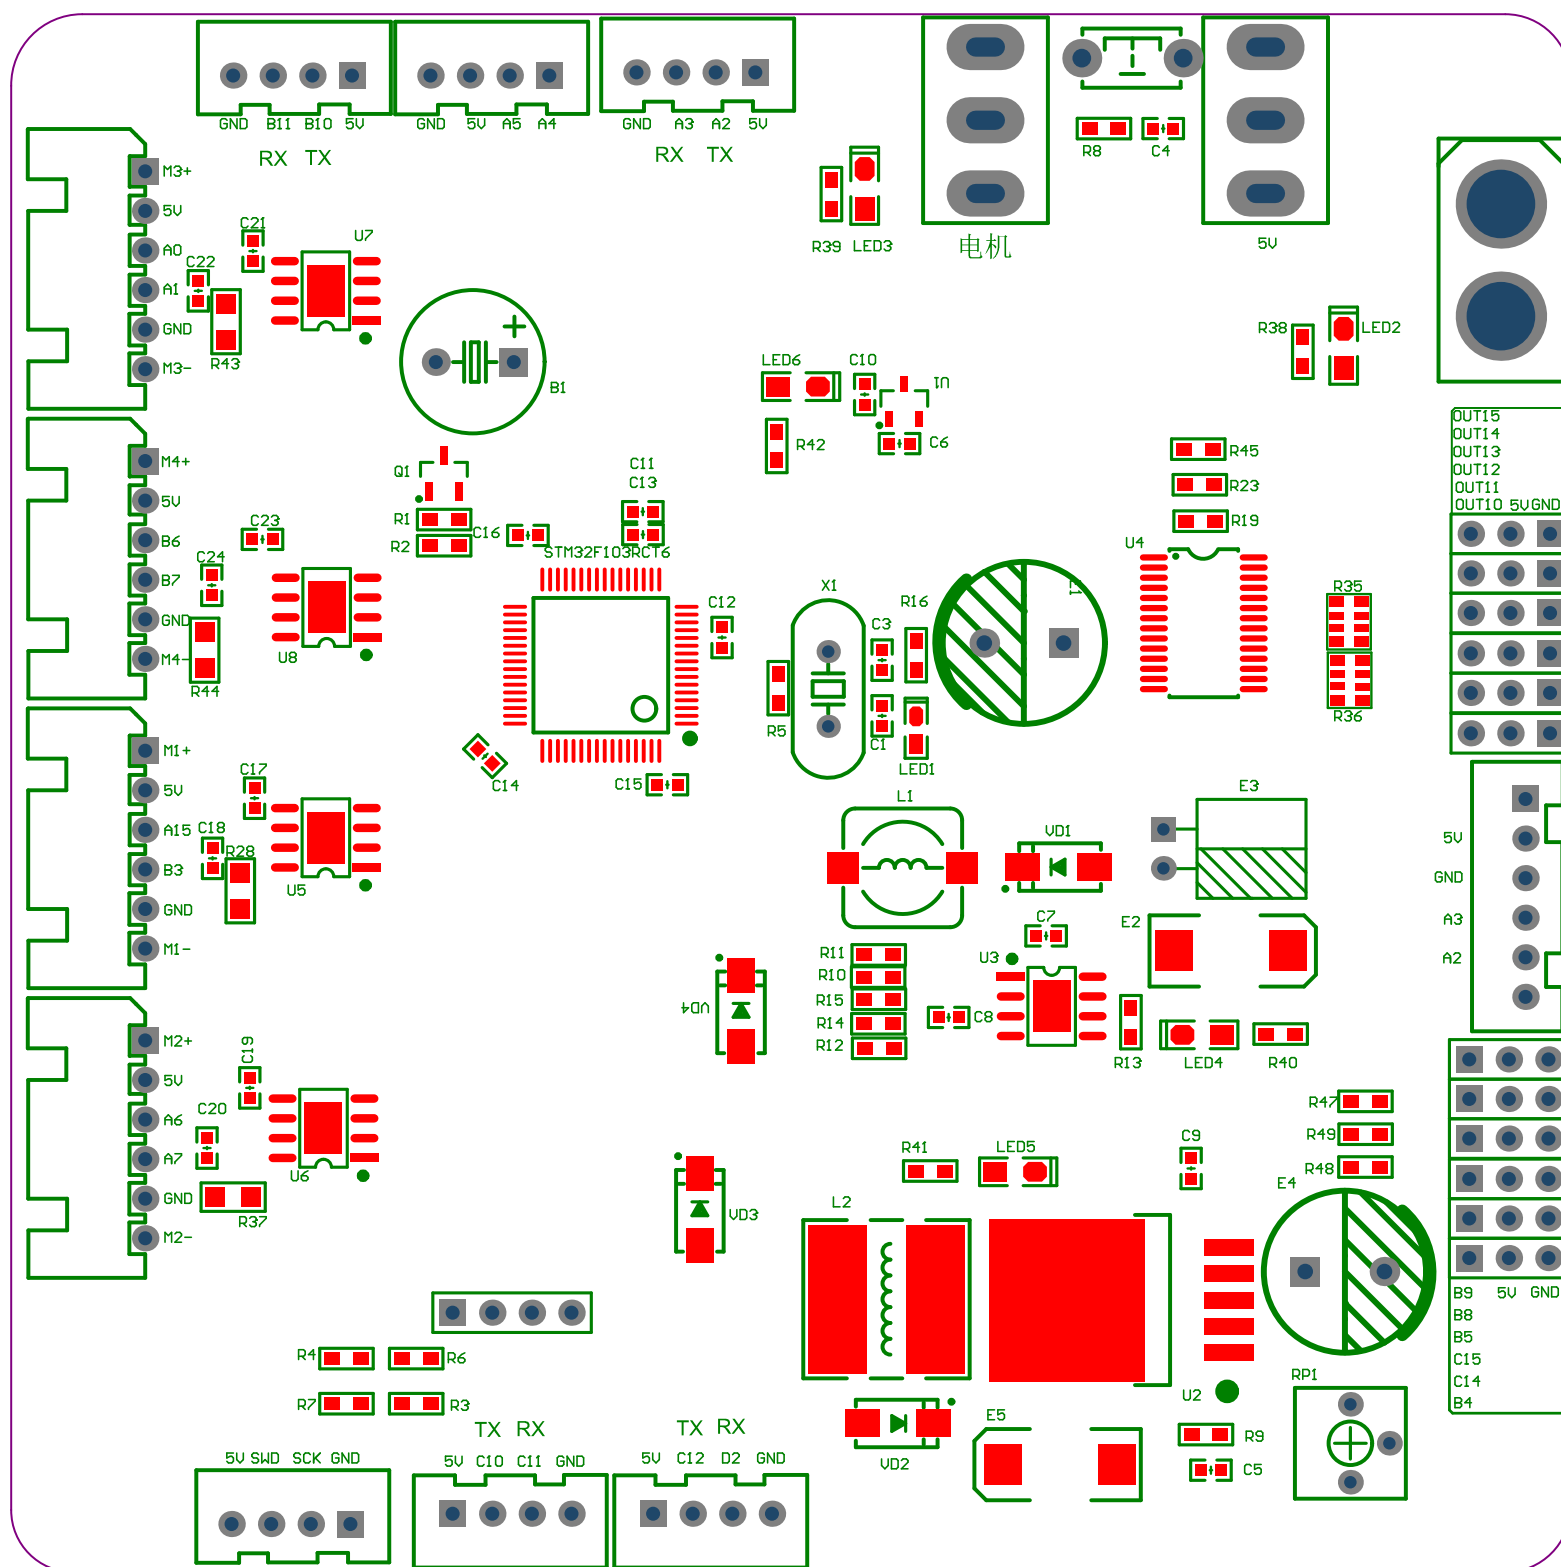 GND B11 B10 5V
GND 5V A5 A4
GND A3 A2 5V
RX TX
RX TX
R8
C4
M3+
5V
A0
A1
GND
M3-
C21
U7
C22
R43
R39
LED3
电机
5V
R38
LED2
B1
LED6
C10
U1
C6
R42
OUT15
OUT14
OUT13
OUT12
OUT11
OUT10 5V GND
M4+
5V
B6
B7
GND
M4-
Q1
R1
R2
C16
C11
C13
STM32F103RCT6
R45
R23
R19
U4
C23
C24
U8
R44
C12
X1
C3
R16
E1
R35
R36
R5
C1
LED1
C14
C15
M1+
5V
A15
B3
GND
M1-
C17
C18
R28
U5
L1
VD1
E3
5V
GND
A3
A2
E2
C7
U3
R11
R10
R15
R14
R12
C8
VD4
R13
LED4
R40
M2+
5V
A6
A7
GND
M2-
C19
C20
U6
R37
R47
R49
R48
C9
R41
LED5
E4
L2
VD3
B9 5V GND
B8
B5
C15
C14
B4
R4
R6
R7
R3
U2
RP1
VD2
E5
R9
C5
TX RX
TX RX
5V SWD SCK GND
5V C10 C11 GND
5V C12 D2 GND